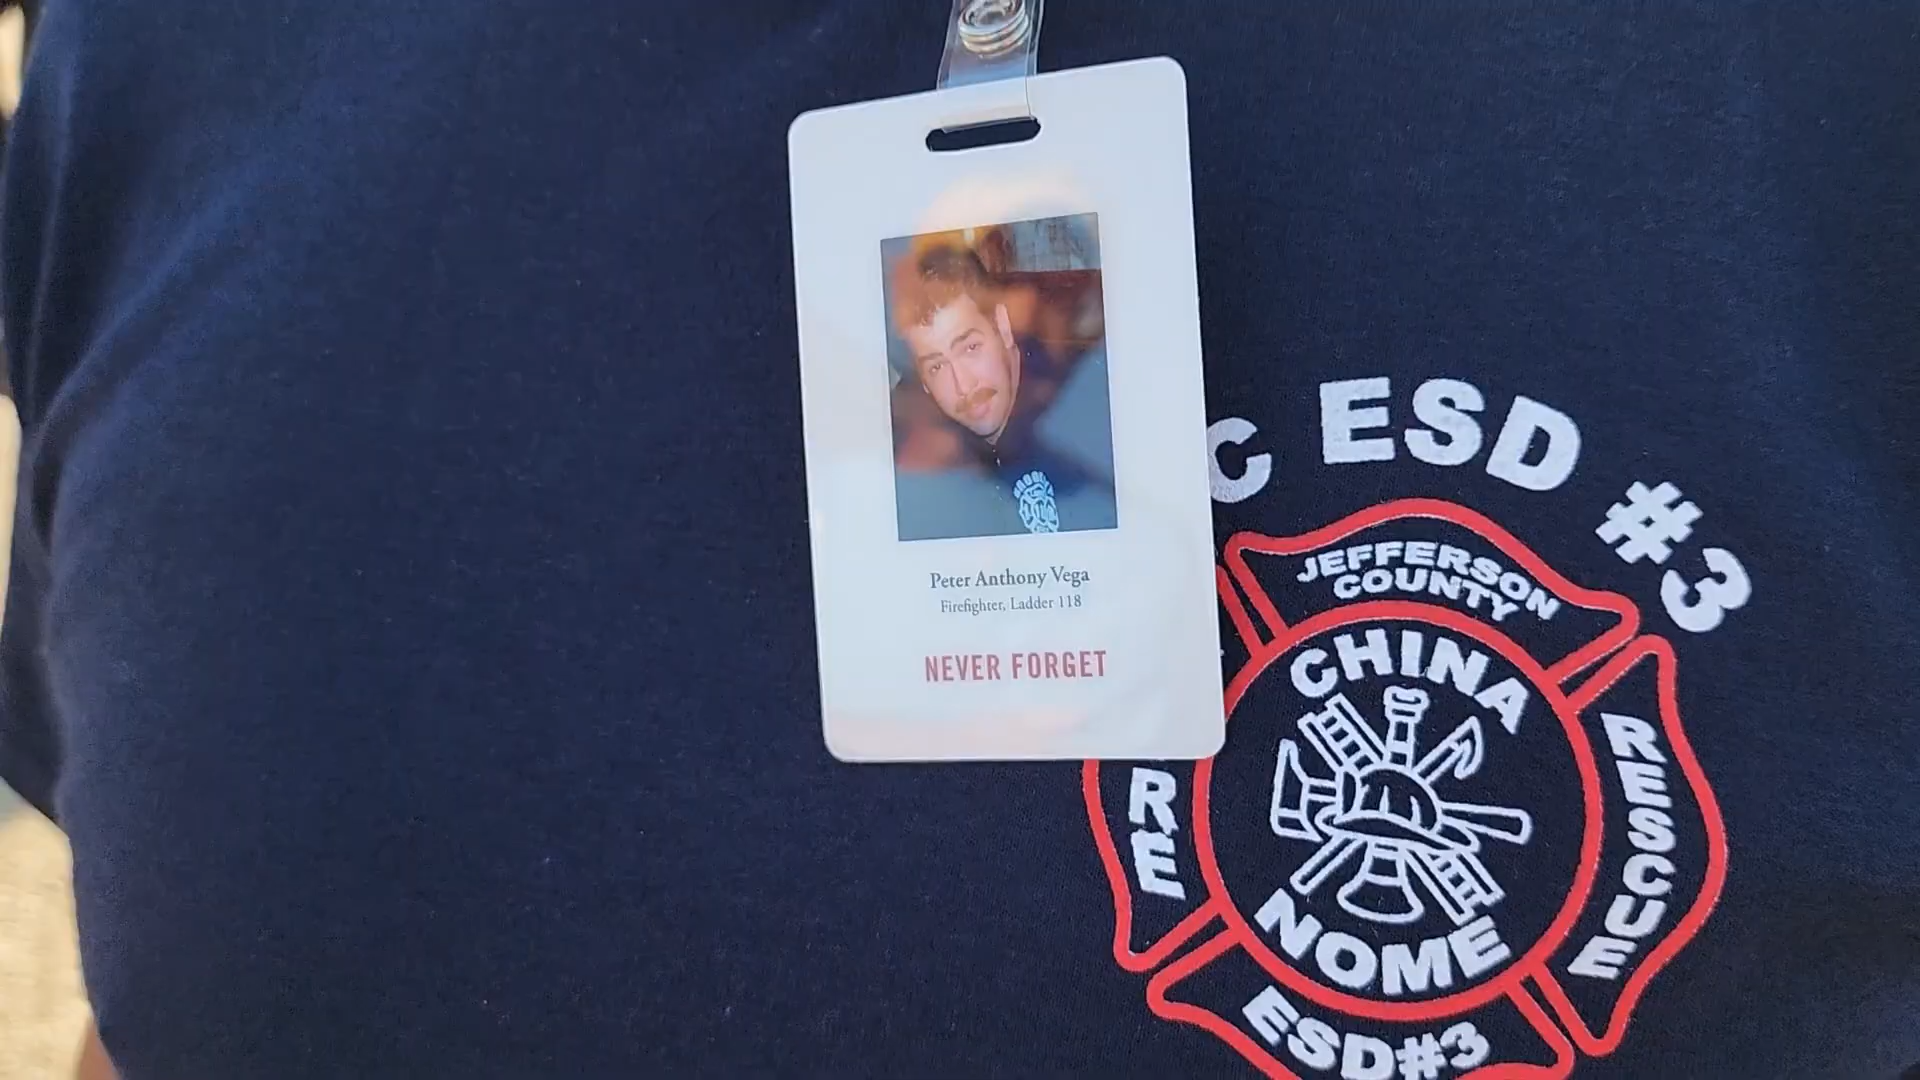 Peter Anthony Vega
Firefighter, Ladder 118
NEVER FORGET
C ESD #3
JEFFERSON
COUNTY
CHINA
RE
RESCUE
NOME
ESD#3